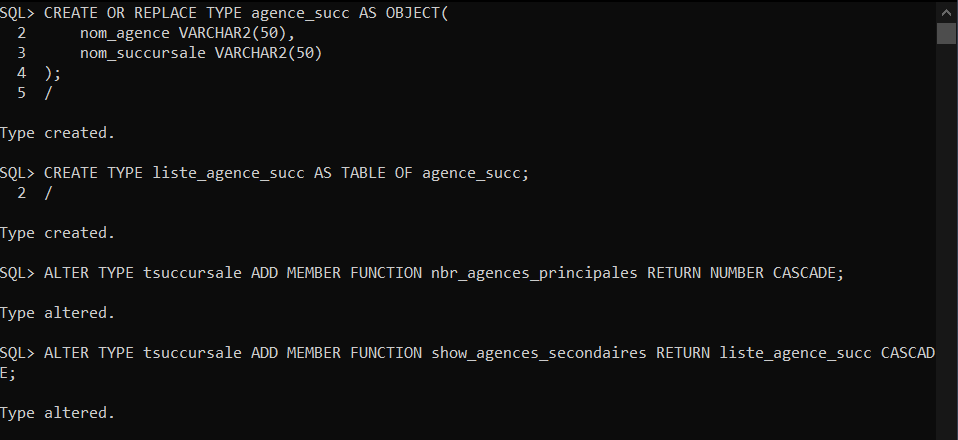 SQL> CREATE OR REPLACE TYPE agence_succ AS OBJECT(
  2      nom_agence VARCHAR2(50),
  3      nom_succursale VARCHAR2(50)
  4  );
  5  /
Type created.
SQL> CREATE TYPE liste_agence_succ AS TABLE OF agence_succ;
  2  /
Type created.
SQL> ALTER TYPE tsuccursale ADD MEMBER FUNCTION nbr_agences_principales RETURN NUMBER CASCADE;
Type altered.
SQL> ALTER TYPE tsuccursale ADD MEMBER FUNCTION show_agences_secondaires RETURN liste_agence_succ CASCAD
E;
Type altered.